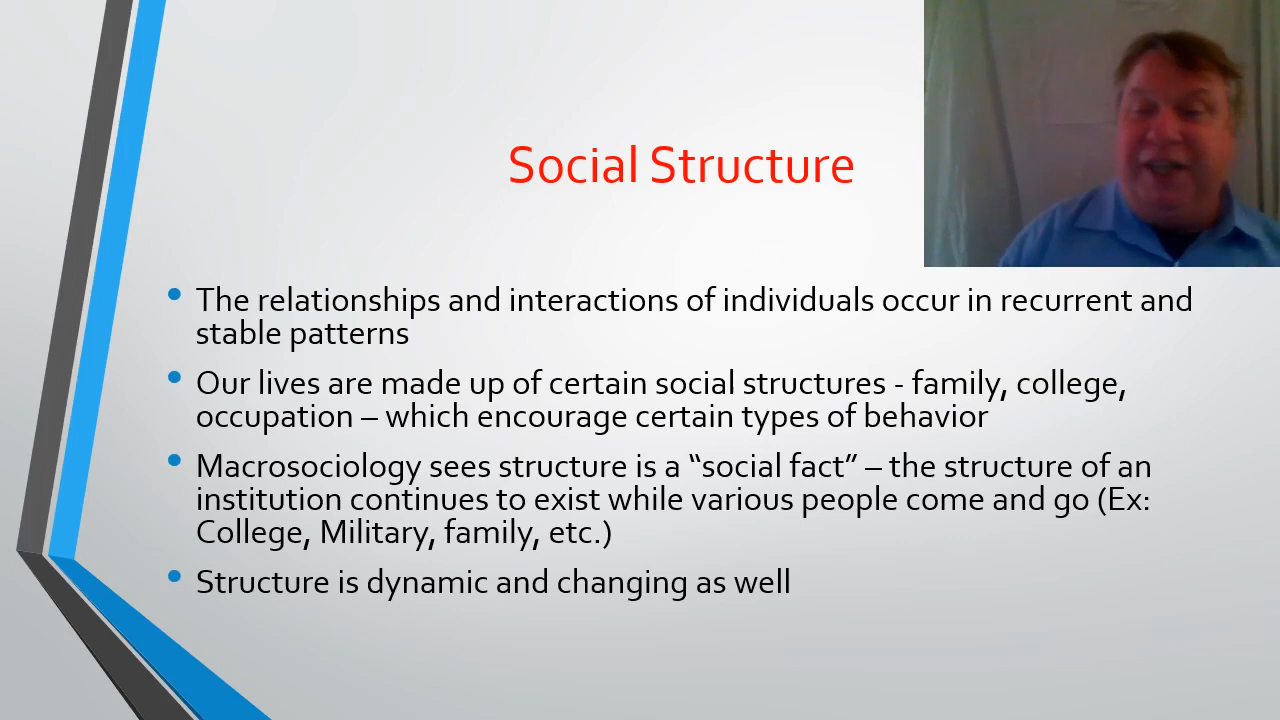 Social Structure
• The relationships and interactions of individuals occur in recurrent and
stable patterns
• Our lives are made up of certain social structures - family, college,
occupation – which encourage certain types of behavior
• Macrosociology sees structure is a “social fact” – the structure of an
institution continues to exist while various people come and go (Ex:
College, Military, family, etc.)
• Structure is dynamic and changing as well